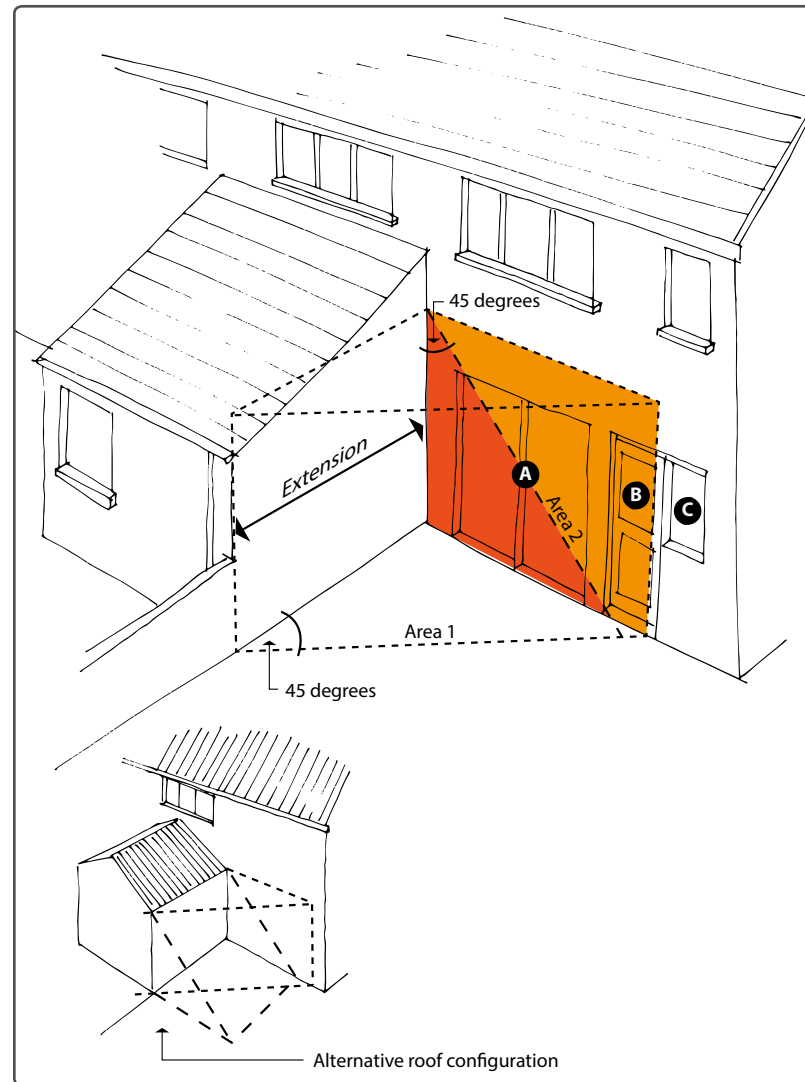 45 degrees
Extension
A
B
C
Area 2
Area 1
45 degrees
Alternative roof configuration